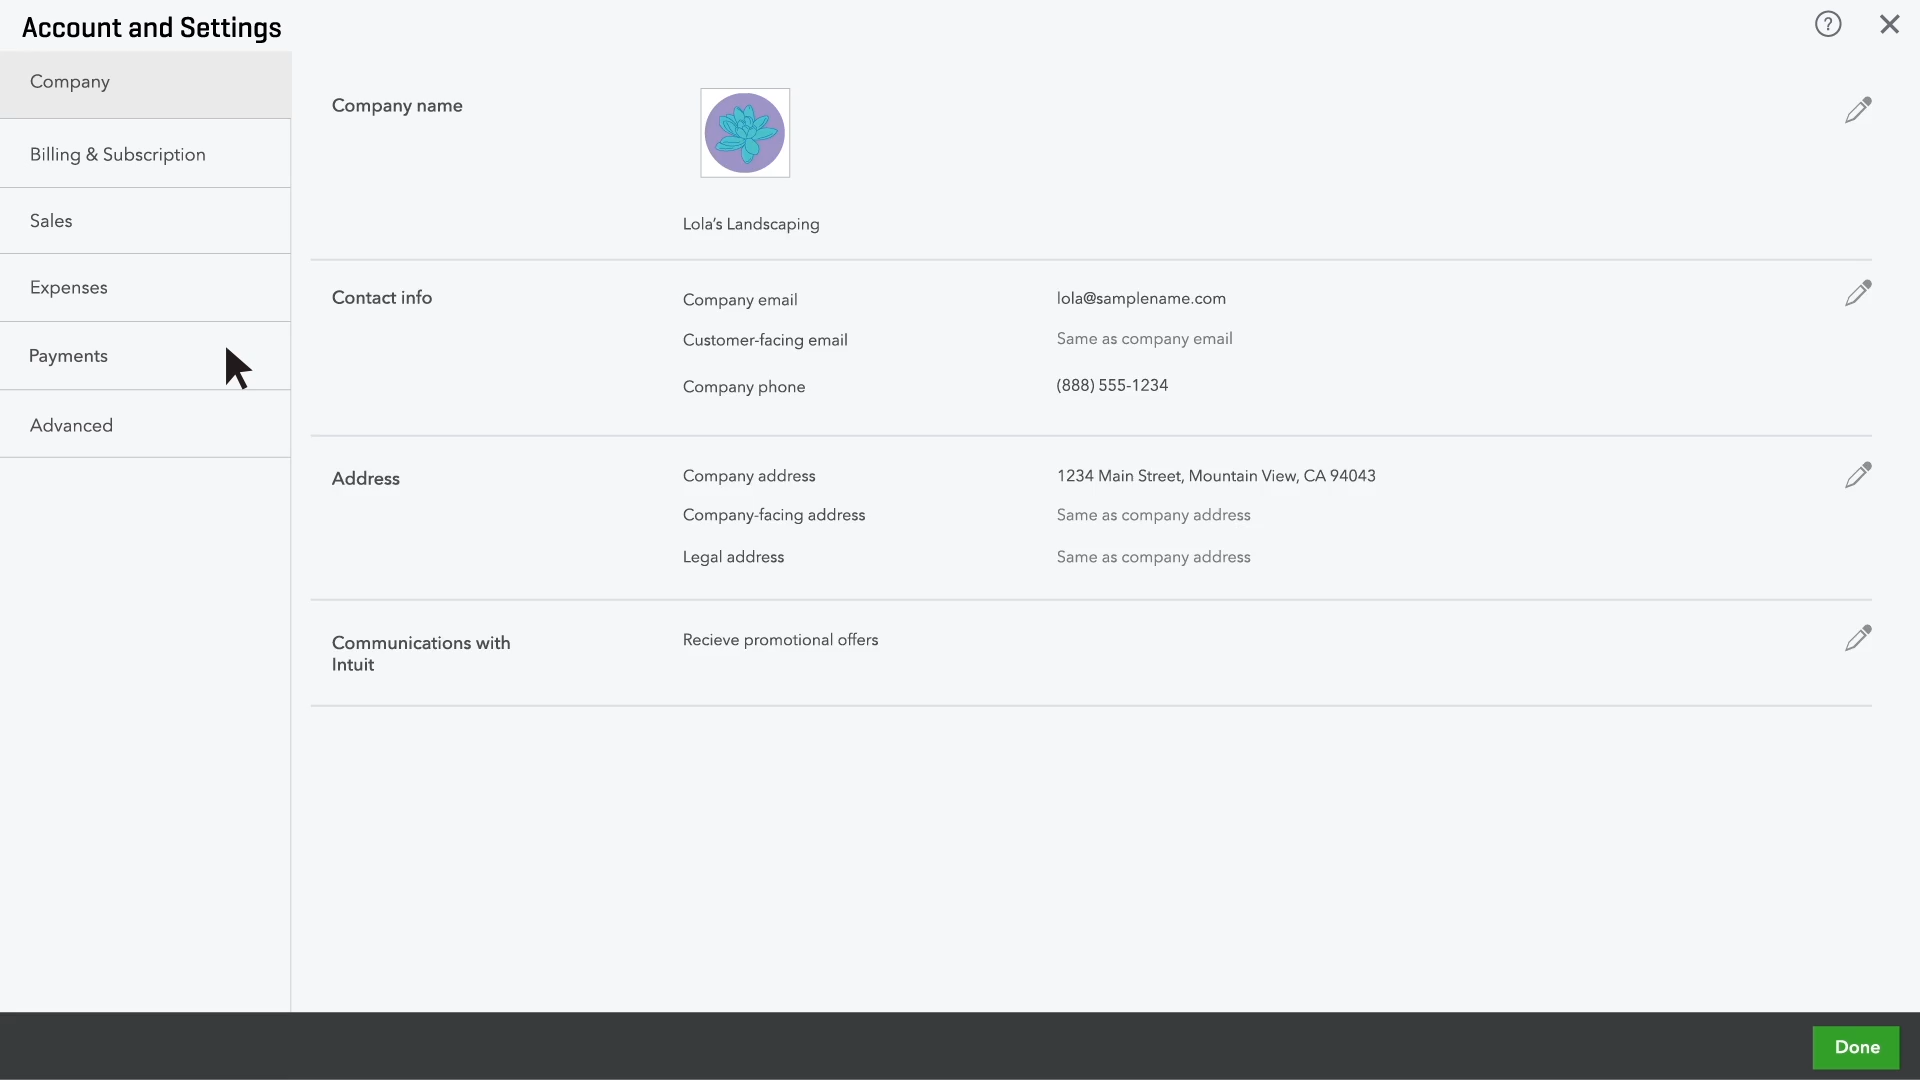 Account and Settings
Company
Billing & Subscription
Sales
Expenses
Payments
Advanced
Company name
Lola’s Landscaping
Contact info
Company email
lola@samplename.com
Customer-facing email
Same as company email
Company phone
(888) 555-1234
Address
Company address
1234 Main Street, Mountain View, CA 94043
Company-facing address
Same as company address
Legal address
Same as company address
Communications with
Intuit
Recieve promotional offers
Done